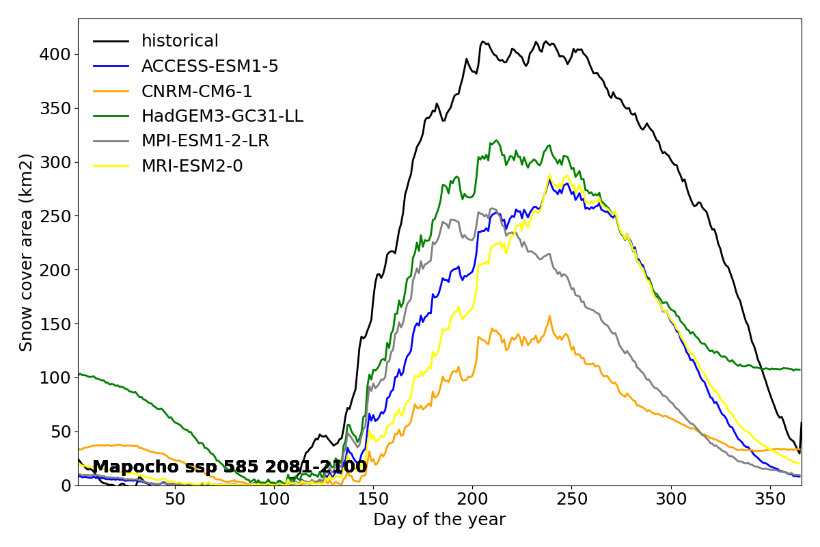 historical
ACCESS-ESM1-5
CNRM-CM6-1
HadGEM3-GC31-LL
MPI-ESM1-2-LR
MRI-ESM2-0
Snow cover area (km2)
400
350
300
250
200
150
100
50
0
Mapocho ssp 585 2081-2100
50 100 150 200 250 300 350
Day of the year